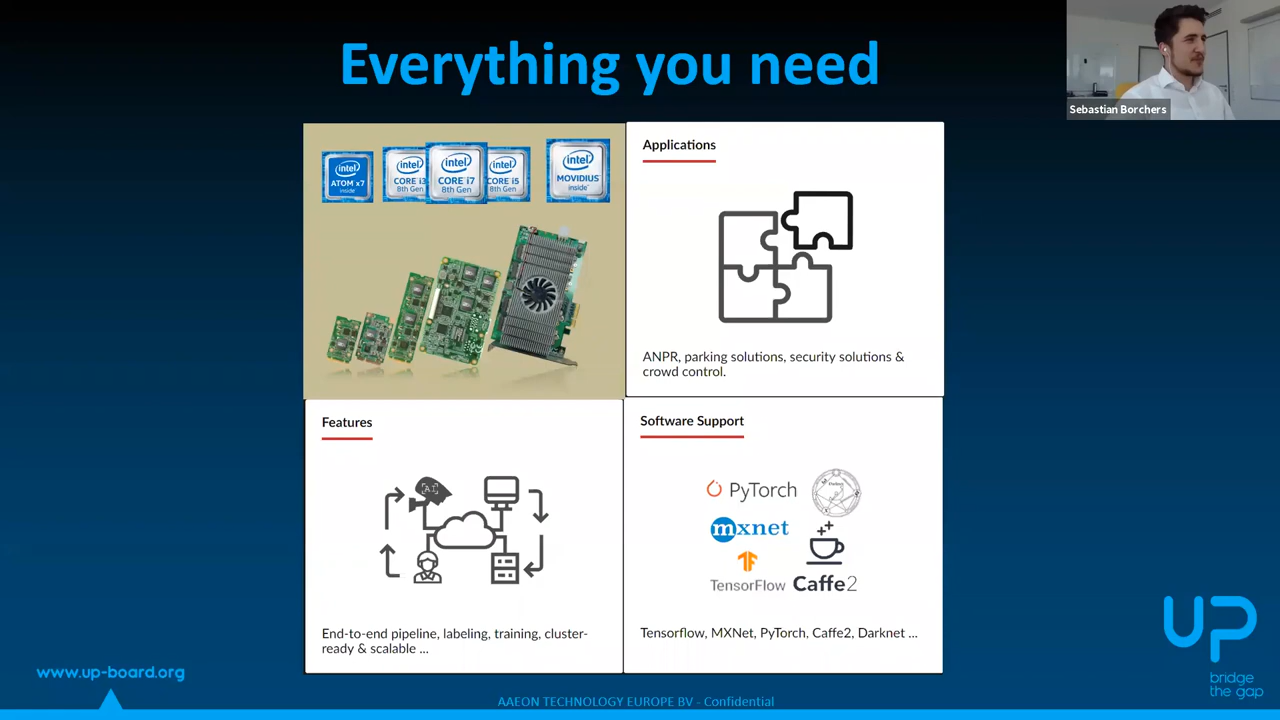 Everything you need
Sebastian Borchers
intel
ATOM x7
inside
intel
CORE i3
8th Gen
intel
CORE i7
8th Gen
intel
CORE i5
8th Gen
intel
MOVIDIUS
inside
Applications
ANPR, parking solutions, security solutions &
crowd control.
Features
[AI]
End-to-end pipeline, labeling, training, cluster-
ready & scalable ...
Software Support
PyTorch
mxnet
TensorFlow
Caffe2
Tensorflow, MXNet, PyTorch, Caffe2, Darknet ...
www.up-board.org
UP
bridge
the gap
AAEON TECHNOLOGY EUROPE BV - Confidential